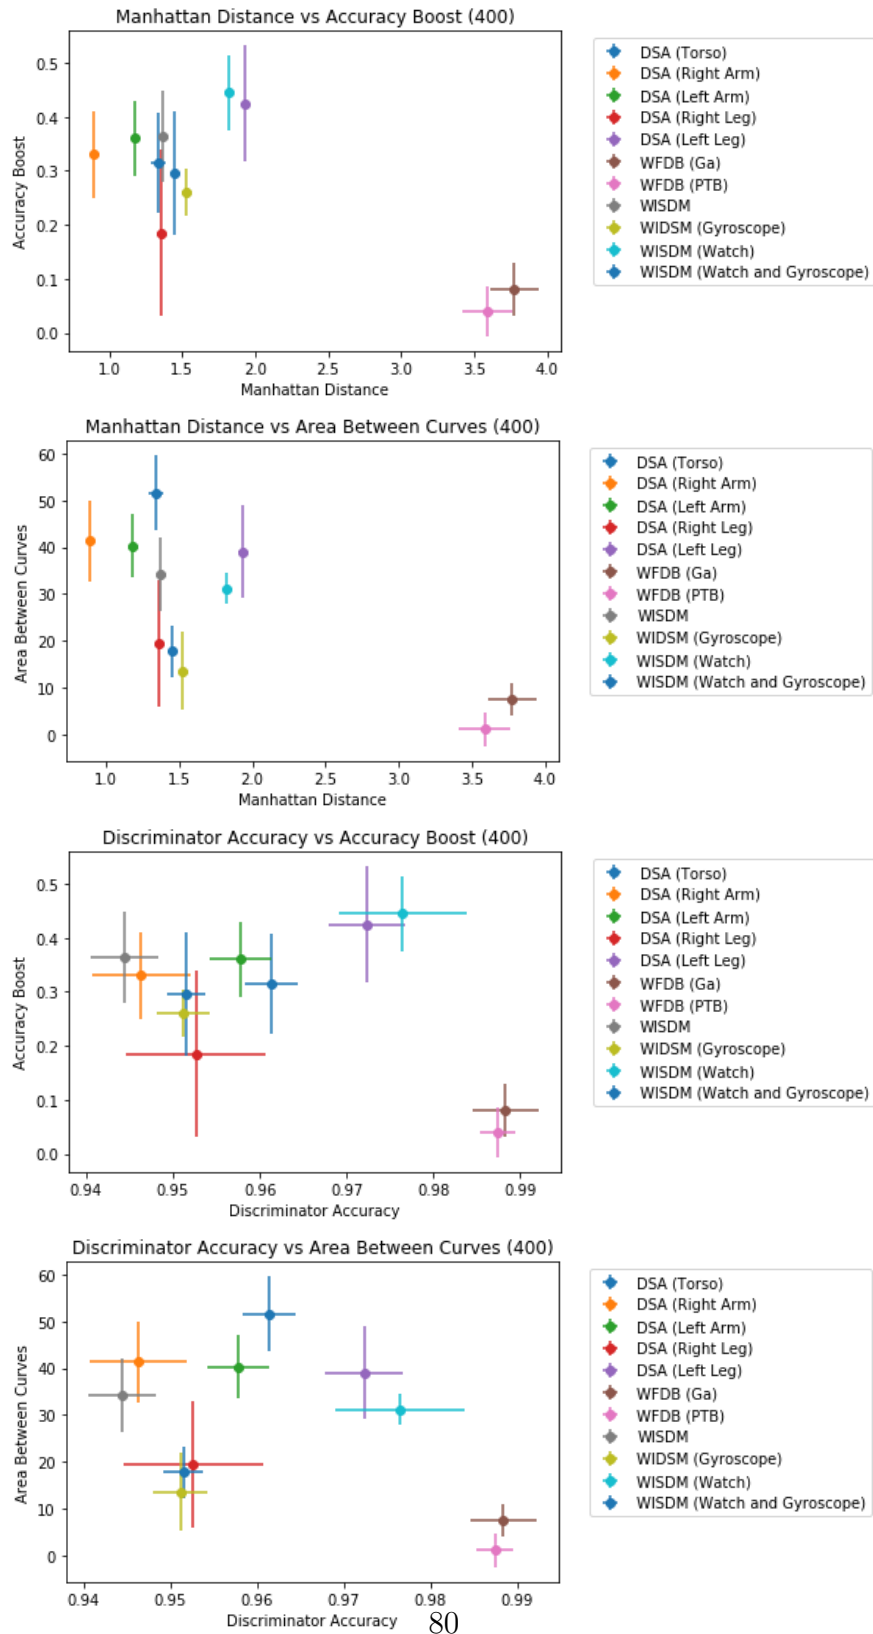 Manhattan Distance vs Accuracy Boost (400)
Accuracy Boost
0.5
0.4
0.3
0.2
0.1
0.0
1.0 1.5 2.0 2.5 3.0 3.5 4.0
Manhattan Distance
DSA (Torso)
DSA (Right Arm)
DSA (Left Arm)
DSA (Right Leg)
DSA (Left Leg)
WFDB (Ga)
WFDB (PTB)
WISDM
WIDSM (Gyroscope)
WISDM (Watch)
WISDM (Watch and Gyroscope)
Manhattan Distance vs Area Between Curves (400)
Area Between Curves
60
50
40
30
20
10
0
1.0 1.5 2.0 2.5 3.0 3.5 4.0
Manhattan Distance
DSA (Torso)
DSA (Right Arm)
DSA (Left Arm)
DSA (Right Leg)
DSA (Left Leg)
WFDB (Ga)
WFDB (PTB)
WISDM
WIDSM (Gyroscope)
WISDM (Watch)
WISDM (Watch and Gyroscope)
Discriminator Accuracy vs Accuracy Boost (400)
Accuracy Boost
0.5
0.4
0.3
0.2
0.1
0.0
0.94 0.95 0.96 0.97 0.98 0.99
Discriminator Accuracy
DSA (Torso)
DSA (Right Arm)
DSA (Left Arm)
DSA (Right Leg)
DSA (Left Leg)
WFDB (Ga)
WFDB (PTB)
WISDM
WIDSM (Gyroscope)
WISDM (Watch)
WISDM (Watch and Gyroscope)
Discriminator Accuracy vs Area Between Curves (400)
Area Between Curves
60
50
40
30
20
10
0
0.94 0.95 0.96 0.97 0.98 0.99
Discriminator Accuracy
DSA (Torso)
DSA (Right Arm)
DSA (Left Arm)
DSA (Right Leg)
DSA (Left Leg)
WFDB (Ga)
WFDB (PTB)
WISDM
WIDSM (Gyroscope)
WISDM (Watch)
WISDM (Watch and Gyroscope)
80